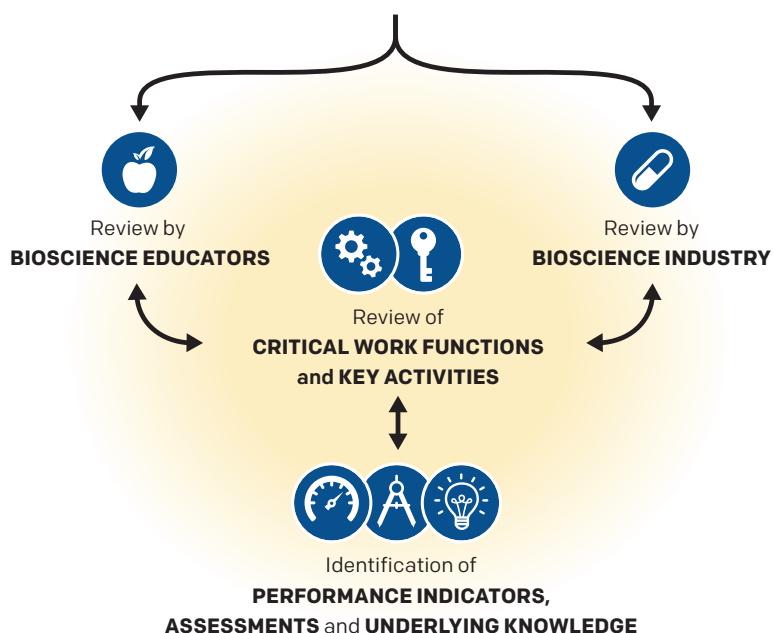 Review by
BIOSCIENCE EDUCATORS
Review by
BIOSCIENCE INDUSTRY
Review of
CRITICAL WORK FUNCTIONS
and KEY ACTIVITIES
Identification of
PERFORMANCE INDICATORS,
ASSESSMENTS and UNDERLYING KNOWLEDGE